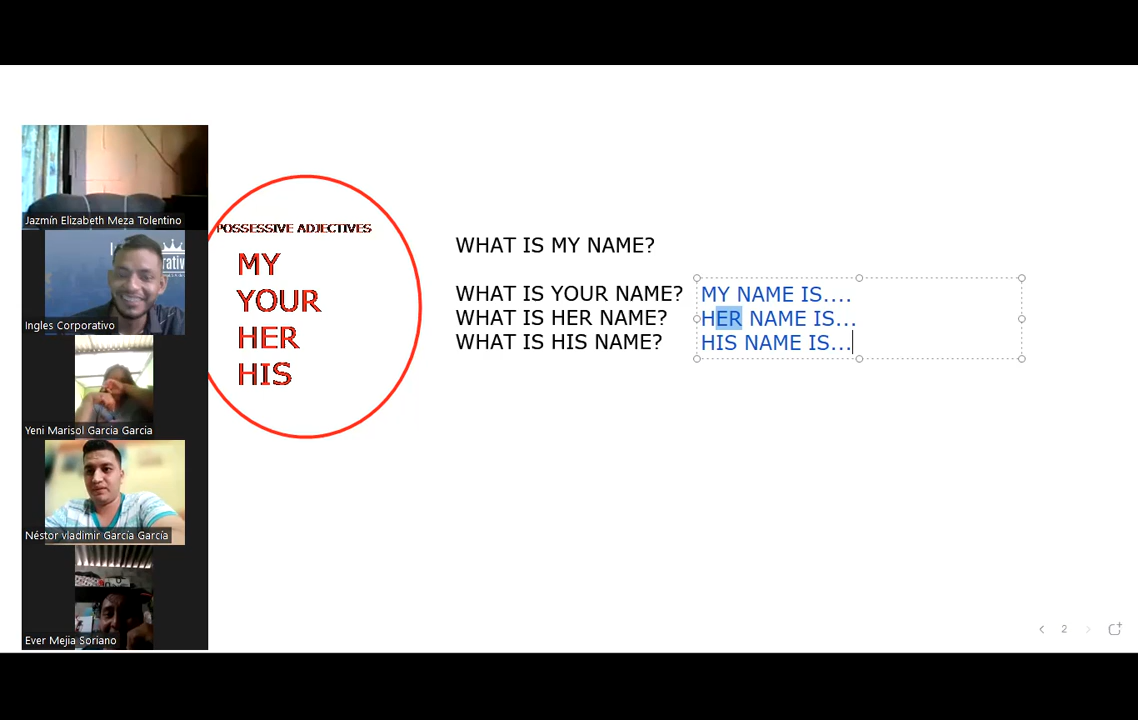 Jazmín Elizabeth Meza Tolentino
Ingles Corporativo
Yeni Marisol Garcia Garcia
Néstor vladimir García García
Ever Mejia Soriano
POSSESSIVE ADJECTIVES
MY
YOUR
HER
HIS
WHAT IS MY NAME?
WHAT IS YOUR NAME?
WHAT IS HER NAME?
WHAT IS HIS NAME?
MY NAME IS....
HER NAME IS...
HIS NAME IS...
2